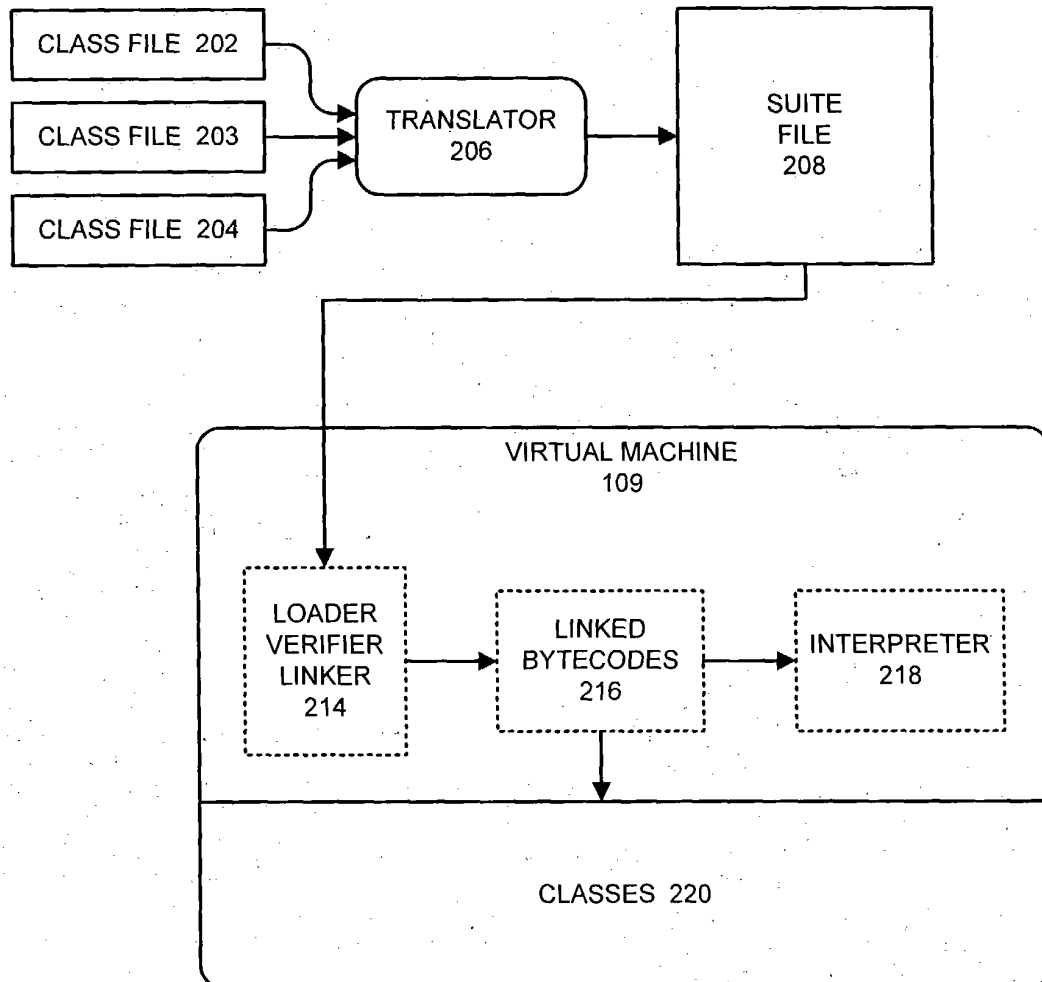 CLASS FILE 202
CLASS FILE 203
CLASS FILE 204
TRANSLATOR
206
SUITE
FILE
208
VIRTUAL MACHINE
109
LOADER
VERIFIER
LINKER
214
LINKED
BYTECODES
216
INTERPRETER
218
CLASSES 220